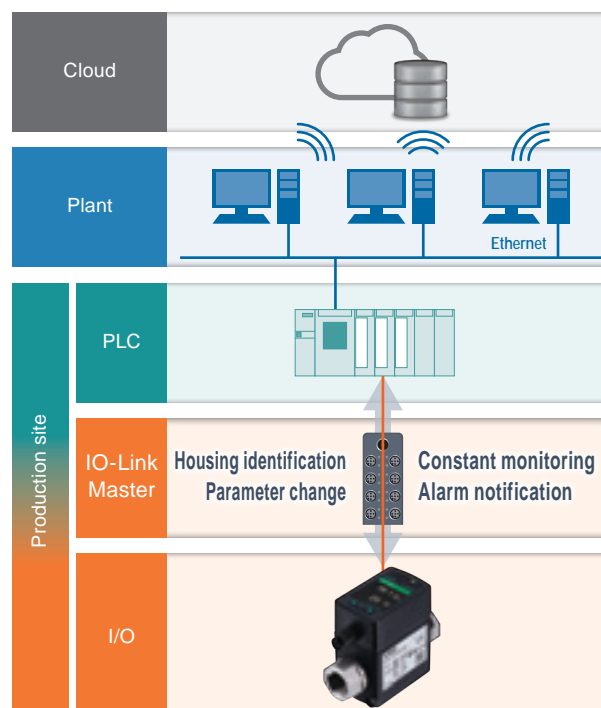 Cloud
Plant
Ethernet
Production site
PLC
IO-Link
Master
Housing identification
Parameter change
Constant monitoring
Alarm notification
I/O